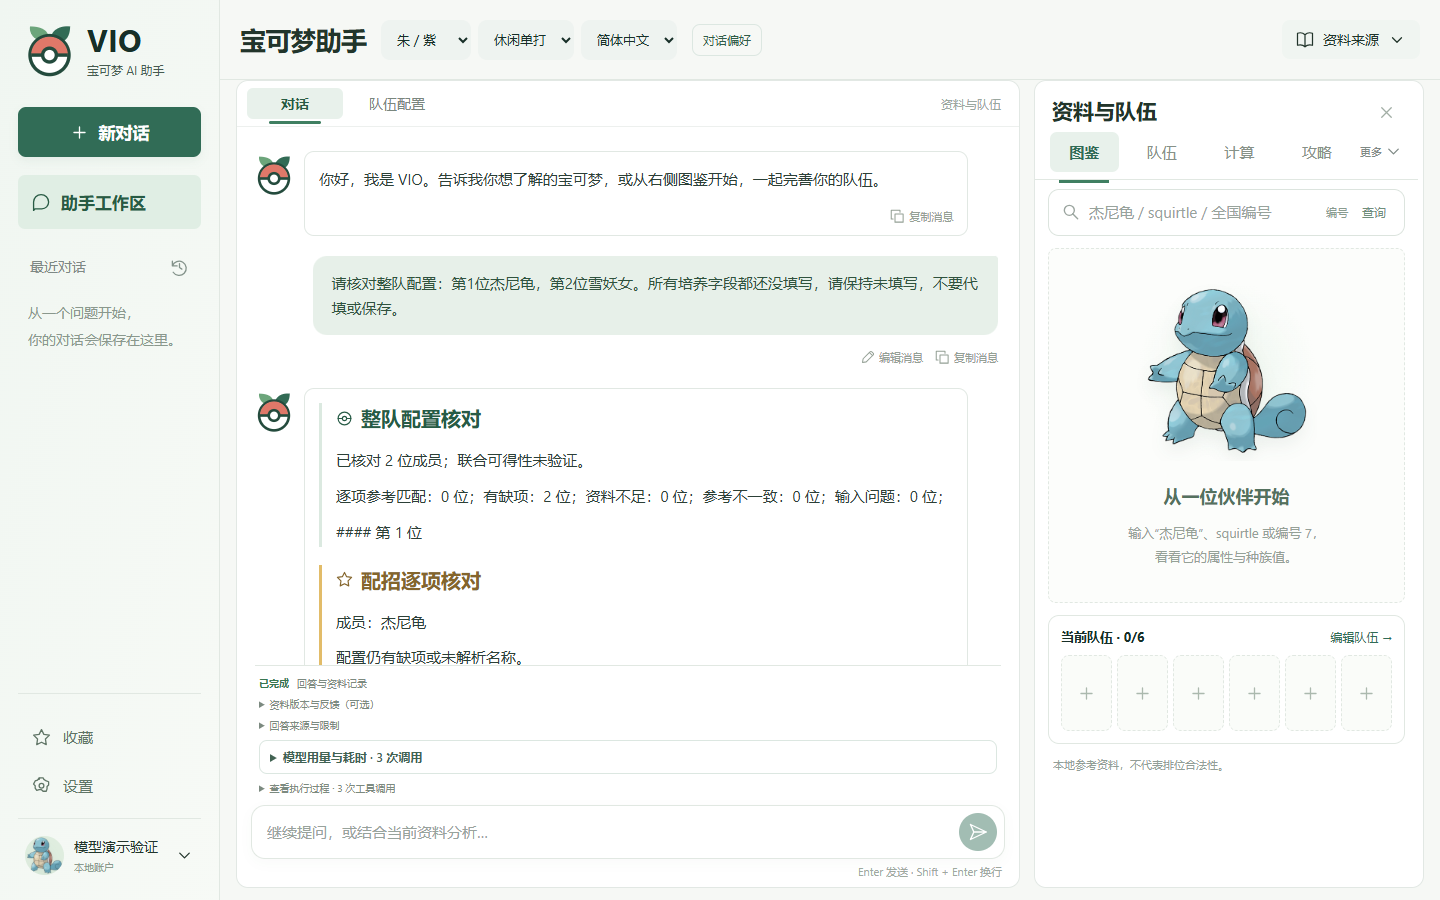 VIO
宝可梦 AI 助手
新对话
助手工作区
最近对话
从一个问题开始，
你的对话会保存在这里。
收藏
设置
模型演示验证
本地账户
宝可梦助手
朱 / 紫
休闲单打
简体中文
对话偏好
资料来源
对话
队伍配置
资料与队伍
你好，我是 VIO。告诉我你想了解的宝可梦，或从右侧图鉴开始，一起完善你的队伍。
复制消息
请核对整队配置：第1位杰尼龟，第2位雪妖女。所有培养字段都还没填写，请保持未填写，不要代
填或保存。
编辑消息
复制消息
整队配置核对
已核对 2 位成员；联合可得性未验证。
逐项参考匹配：0 位；有缺项：2 位；资料不足：0 位；参考不一致：0 位；输入问题：0 位；
#### 第 1 位
配招逐项核对
成员：杰尼龟
配置仍有缺项或未解析名称。
已完成 回答与资料记录
资料版本与反馈（可选）
回答来源与限制
模型用量与耗时 · 3 次调用
查看执行过程 · 3 次工具调用
继续提问，或结合当前资料分析...
Enter 发送 · Shift + Enter 换行
资料与队伍
图鉴
队伍
计算
攻略
更多
杰尼龟 / squirtle / 全国编号
编号
查询
从一位伙伴开始
输入“杰尼龟”、squirtle 或编号 7，
看看它的属性与种族值。
当前队伍 · 0/6
编辑队伍 →
本地参考资料，不代表排位合法性。